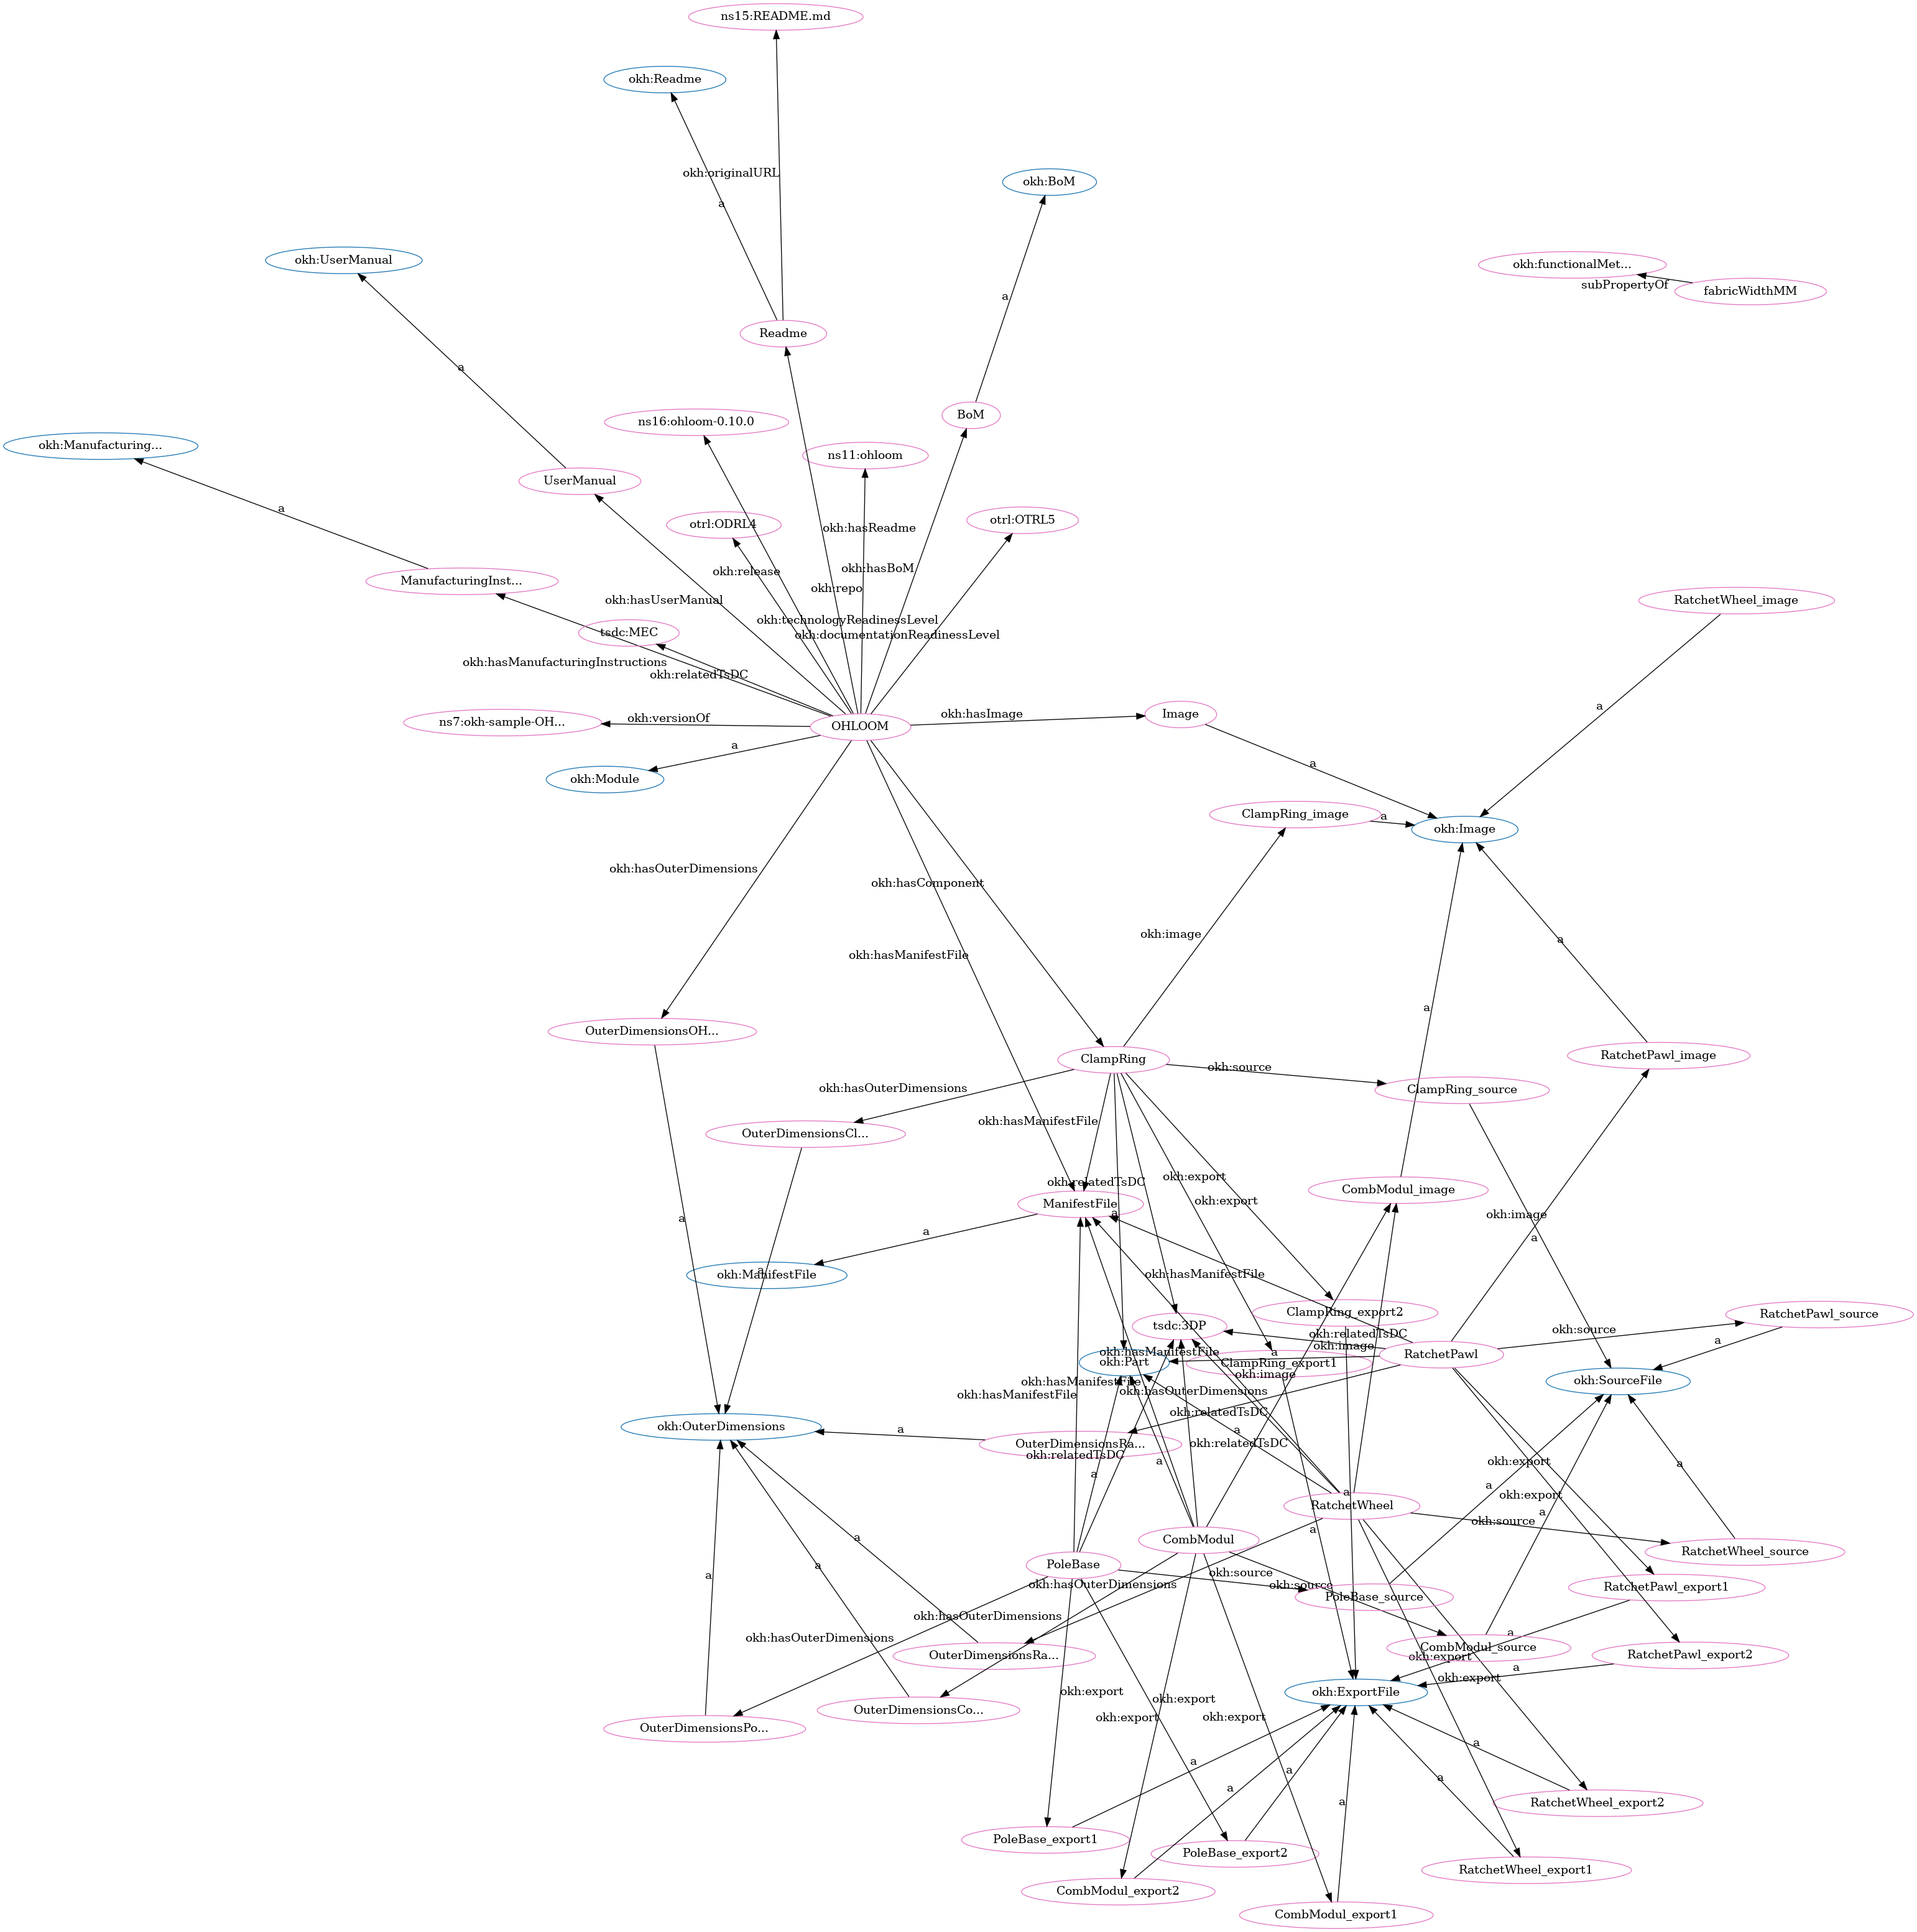 ns15:README.md
okh:Readme
okh:originalURL
okh:BoM
a
okh:UserManual
okh:functionalMet...
subPropertyOf
fabricWidthMM
a
Readme
a
ns16:ohloom-0.10.0
BoM
okh:Manufacturing...
ns11:ohloom
UserManual
a
otrl:ODRL4
otrl:OTRL5
okh:hasReadme
ManufacturingInst...
okh:release
okh:hasBoM
okh:repo
okh:hasUserManual
RatchetWheel_image
okh:technologyReadinessLevel
tsdc:MEC
okh:documentationReadinessLevel
okh:hasManufacturingInstructions
okh:relatedTsDC
a
ns7:okh-sample-OH...
okh:versionOf
OHLOOM
okh:hasImage
Image
a
okh:Module
a
ClampRing_image
a
okh:Image
okh:hasOuterDimensions
okh:hasComponent
okh:image
a
okh:hasManifestFile
a
OuterDimensionsOH...
ClampRing
okh:source
RatchetPawl_image
okh:hasOuterDimensions
ClampRing_source
okh:hasManifestFile
OuterDimensionsCl...
okh:relatedTsDC
okh:export
CombModul_image
okh:export
ManifestFile
a
okh:image
a
a
a
okh:ManifestFile
a
okh:hasManifestFile
ClampRing_export2
RatchetPawl_source
tsdc:3DP
okh:relatedTsDC
okh:source
okh:image
a
okh:hasManifestFile
a
RatchetPawl
okh:Part
ClampRing_export1
okh:image
okh:hasManifestFile
okh:SourceFile
okh:hasManifestFile
okh:hasOuterDimensions
okh:relatedTsDC
okh:OuterDimensions
a
a
OuterDimensionsRa...
okh:relatedTsDC
okh:relatedTsDC
a
okh:export
a
a
a
a
okh:export
RatchetWheel
a
okh:source
a
a
CombModul
RatchetWheel_source
PoleBase
a
okh:source
a
okh:hasOuterDimensions
okh:source
RatchetPawl_export1
PoleBase_source
okh:hasOuterDimensions
okh:hasOuterDimensions
a
CombModul_source
OuterDimensionsRa...
okh:export
RatchetPawl_export2
a
okh:export
okh:export
okh:export
okh:ExportFile
OuterDimensionsCo...
okh:export
okh:export
OuterDimensionsPo...
a
a
a
a
a
a
RatchetWheel_export2
PoleBase_export1
PoleBase_export2
RatchetWheel_export1
CombModul_export2
CombModul_export1